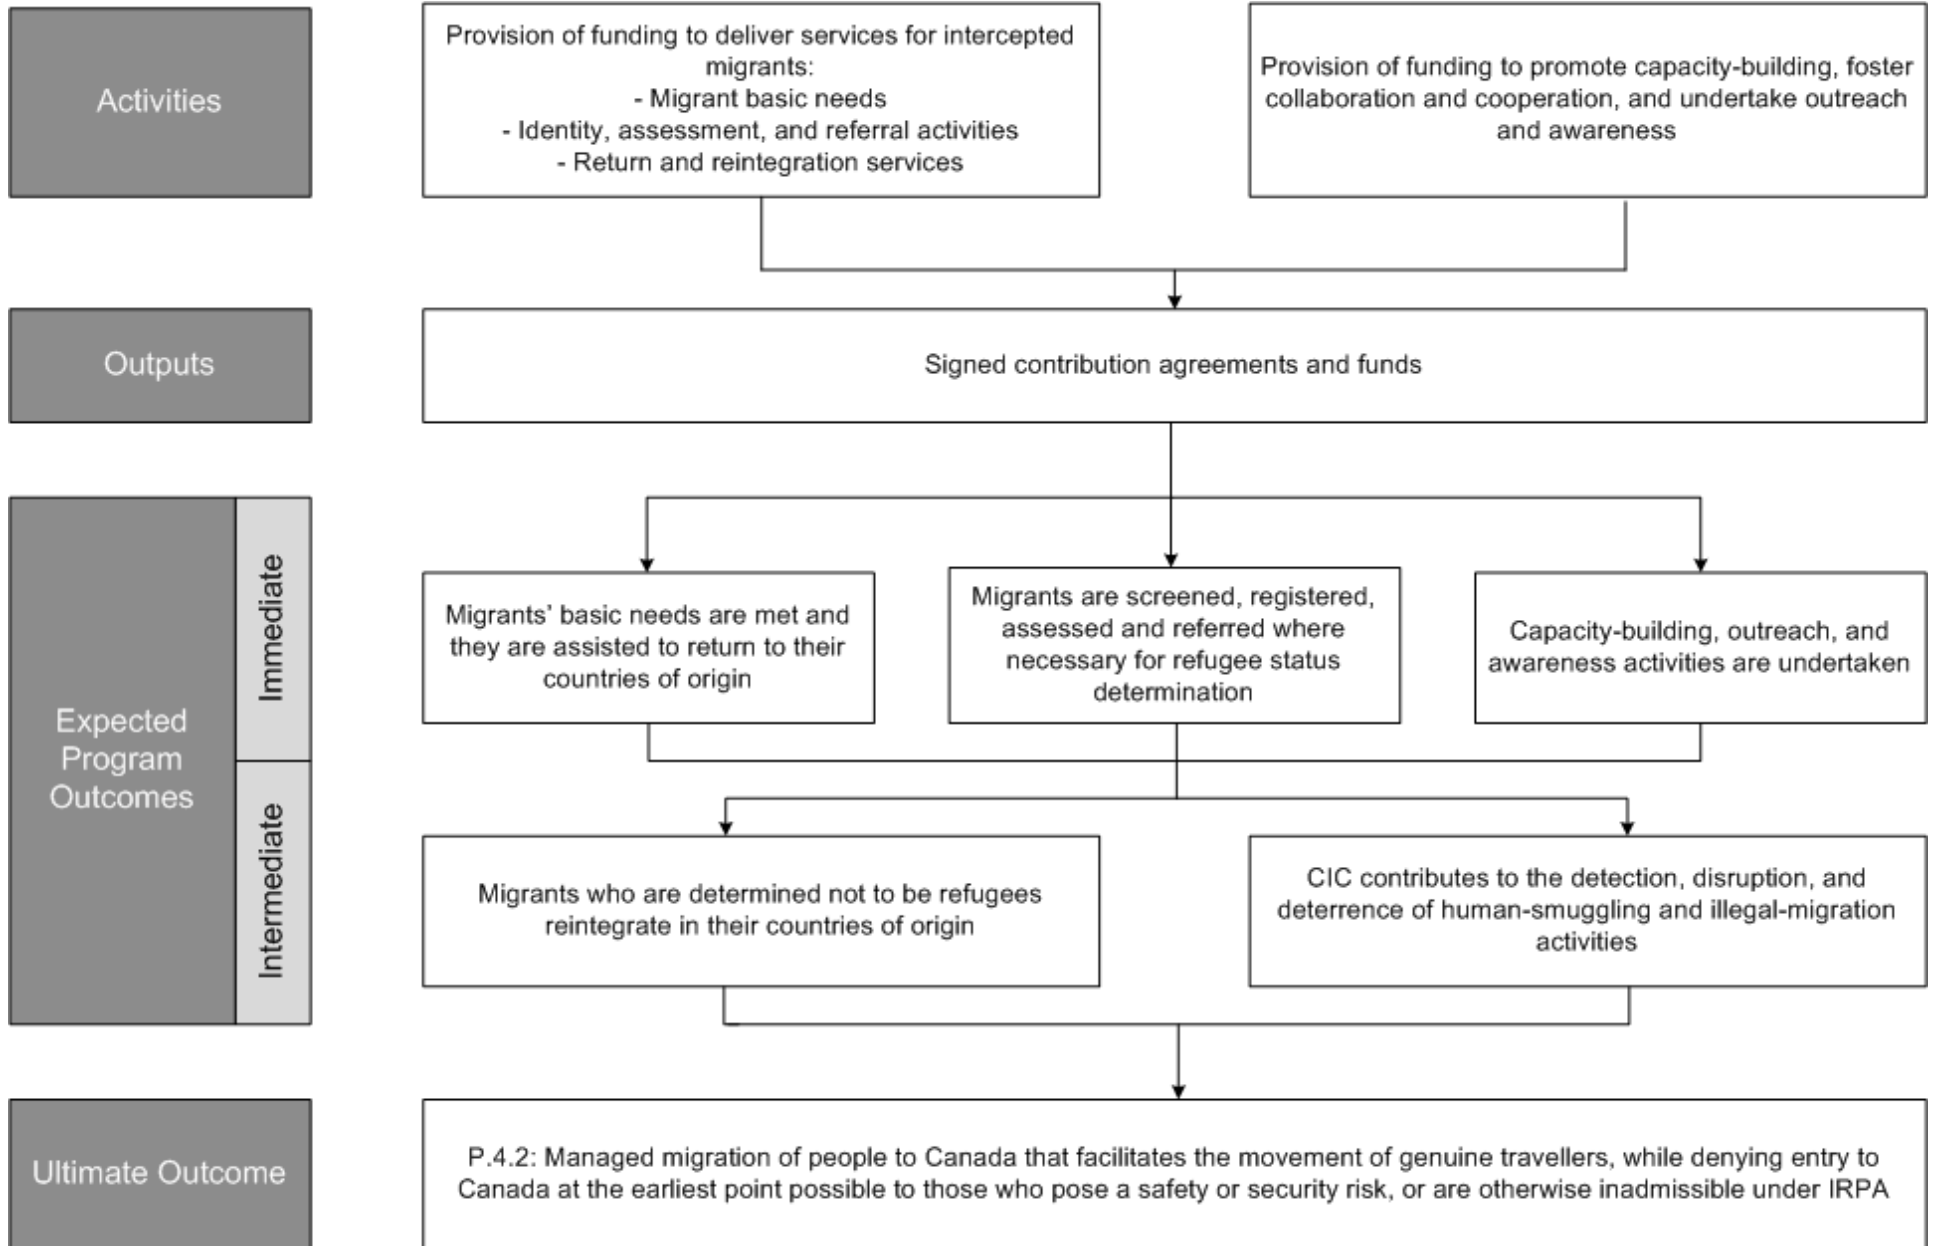 Activities
Provision of funding to deliver services for intercepted
migrants:
- Migrant basic needs
- Identity, assessment, and referral activities
- Return and reintegration services
Provision of funding to promote capacity-building, foster
collaboration and cooperation, and undertake outreach
and awareness
Outputs
Signed contribution agreements and funds
Expected
Program
Outcomes
Immediate
Migrants' basic needs are met and
they are assisted to return to their
countries of origin
Migrants are screened, registered,
assessed and referred where
necessary for refugee status
determination
Capacity-building, outreach, and
awareness activities are undertaken
Intermediate
Migrants who are determined not to be refugees
reintegrate in their countries of origin
CIC contributes to the detection, disruption, and
deterrence of human-smuggling and illegal-migration
activities
Ultimate Outcome
P.4.2: Managed migration of people to Canada that facilitates the movement of genuine travellers, while denying entry to
Canada at the earliest point possible to those who pose a safety or security risk, or are otherwise inadmissible under IRPA